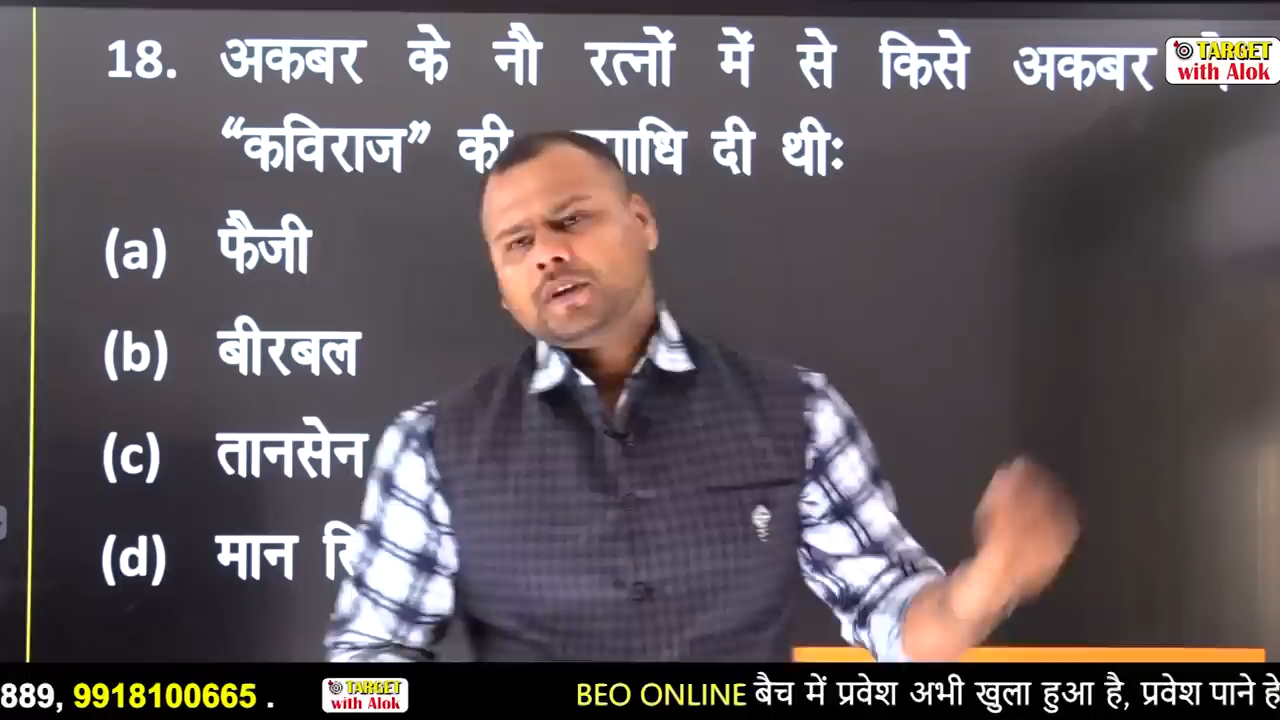 18. अकबर के नौ रत्नों में से किसे अकबर
TARGET
with Alok
“कविराज” की दी थीः
(a) फैजी
(b) बीरबल
(c) तानसेन
(d) मान
889, 9918100665 .
TARGET
with Alok
BEO ONLINE बैच में प्रवेश अभी खुला हुआ है, प्रवेश पाने हे